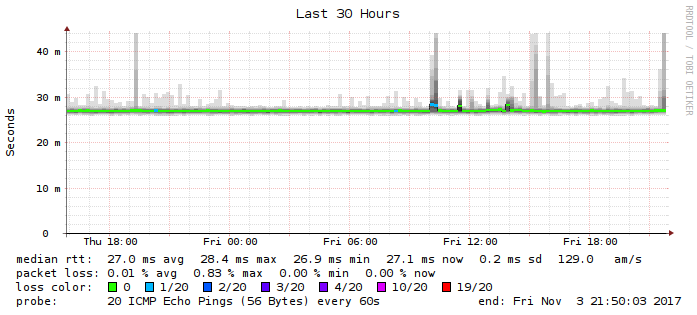 Last 30 Hours
RRDTOOL / TOBI OETIKER
Seconds
40 m
30 m
20 m
10 m
0
Thu 18:00 Fri 00:00 Fri 06:00 Fri 12:00 Fri 18:00
median rtt: 27.0 ms avg 28.4 ms max 26.9 ms min 27.1 ms now 0.2 ms sd 129.0 am/s
packet loss: 0.01 % avg 0.83 % max 0.00 % min 0.00 % now
loss color: 0 1/20 2/20 3/20 4/20 10/20 19/20
probe: 20 ICMP Echo Pings (56 Bytes) every 60s end: Fri Nov 3 21:50:03 2017